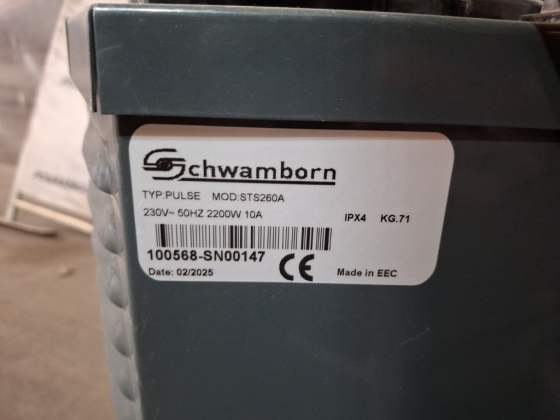 Schwamborn
TYP:PULSE MOD:STS260A
230V~ 50HZ 2200W 10A IPX4 KG.71
100568-SN00147
Date: 02/2025 CE Made in EEC